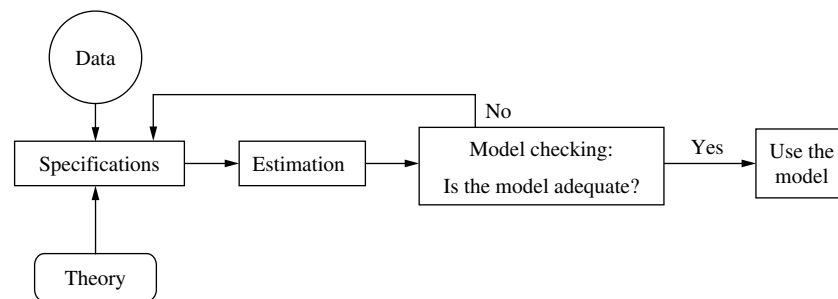 Data
No
Specifications
Estimation
Model checking:
Is the model adequate?
Yes
Use the
model
Theory